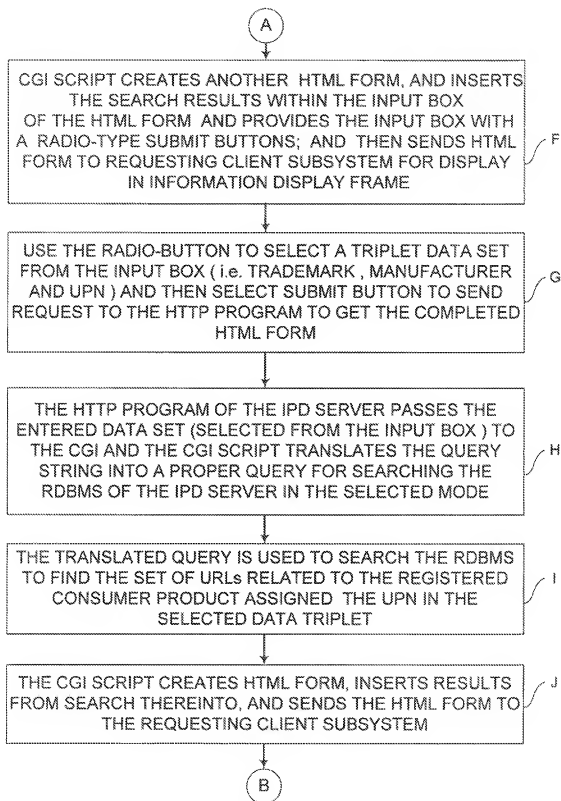 A
CGI SCRIPT CREATES ANOTHER HTML FORM, AND INSERTS
THE SEARCH RESULTS WITHIN THE INPUT BOX
OF THE HTML FORM AND PROVIDES THE INPUT BOX WITH
A RADIO-TYPE SUBMIT BUTTONS; AND THEN SENDS HTML
FORM TO REQUESTING CLIENT SUBSYSTEM FOR DISPLAY
IN INFORMATION DISPLAY FRAME
F
USE THE RADIO-BUTTON TO SELECT A TRIPLET DATA SET
FROM THE INPUT BOX ( i.e. TRADEMARK , MANUFACTURER
AND UPN ) AND THEN SELECT SUBMIT BUTTON TO SEND
REQUEST TO THE HTTP PROGRAM TO GET THE COMPLETED
HTML FORM
G
THE HTTP PROGRAM OF THE IPD SERVER PASSES THE
ENTERED DATA SET (SELECTED FROM THE INPUT BOX ) TO
THE CGI AND THE CGI SCRIPT TRANSLATES THE QUERY
STRING INTO A PROPER QUERY FOR SEARCHING THE
RDBMS OF THE IPD SERVER IN THE SELECTED MODE
H
THE TRANSLATED QUERY IS USED TO SEARCH THE RDBMS
TO FIND THE SET OF URLs RELATED TO THE REGISTERED
CONSUMER PRODUCT ASSIGNED THE UPN IN THE
SELECTED DATA TRIPLET
I
THE CGI SCRIPT CREATES HTML FORM, INSERTS RESULTS
FROM SEARCH THEREINTO, AND SENDS THE HTML FORM TO
THE REQUESTING CLIENT SUBSYSTEM
J
B